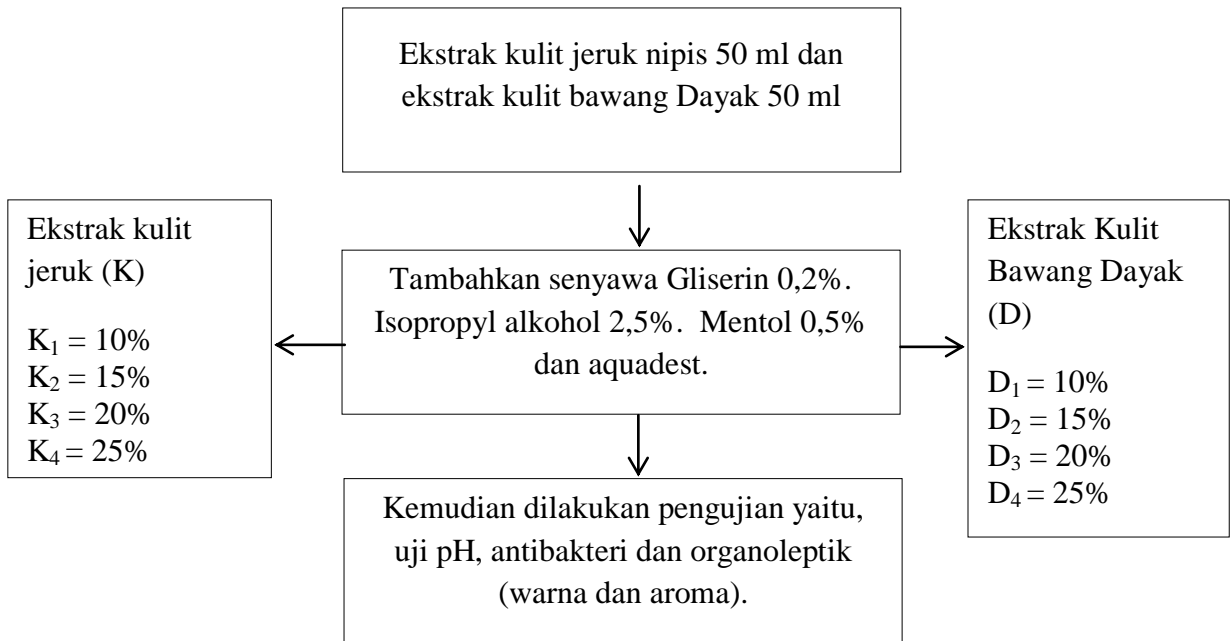 Ekstrak kulit jeruk nipis 50 ml dan
ekstrak kulit bawang Dayak 50 ml
Ekstrak kulit
jeruk (K)
K₁ = 10%
K₂ = 15%
K₃ = 20%
K₄ = 25%
Tambahkan senyawa Gliserin 0,2%.
Isopropyl alkohol 2,5%. Mentol 0,5%
dan aquadest.
Ekstrak Kulit
Bawang Dayak
(D)
D₁ = 10%
D₂ = 15%
D₃ = 20%
D₄ = 25%
Kemudian dilakukan pengujian yaitu,
uji pH, antibakteri dan organoleptik
(warna dan aroma).